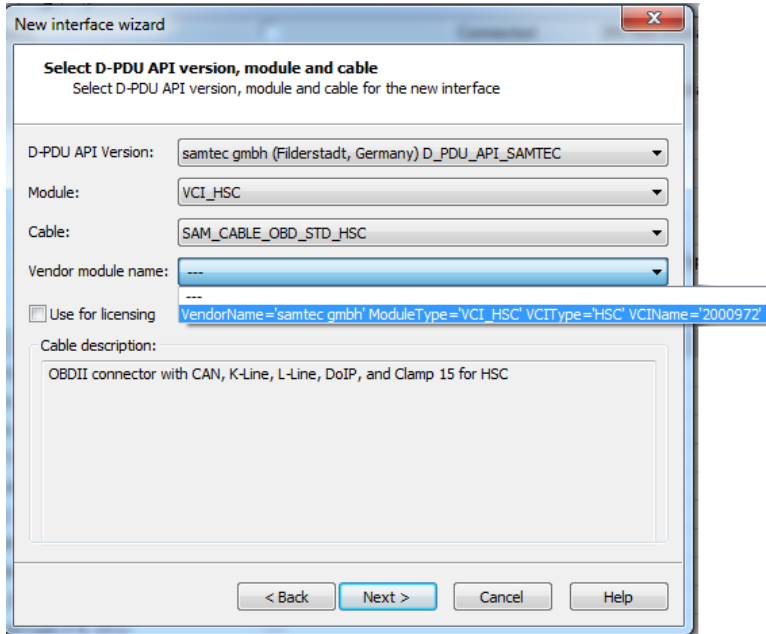 New interface wizard
Select D-PDU API version, module and cable
Select D-PDU API version, module and cable for the new interface
D-PDU API Version: samtec gmbh (Filderstadt, Germany) D_PDU_API_SAMTEC
Module: VCI_HSC
Cable: SAM_CABLE_OBD_STD_HSC
Vendor module name: ---
---
Use for licensing VendorName='samtec gmbh' ModuleType='VCI_HSC' VCIType='HSC' VCIName='2000972'
Cable description:
OBDII connector with CAN, K-Line, L-Line, DoIP, and Clamp 15 for HSC
< Back Next > Cancel Help